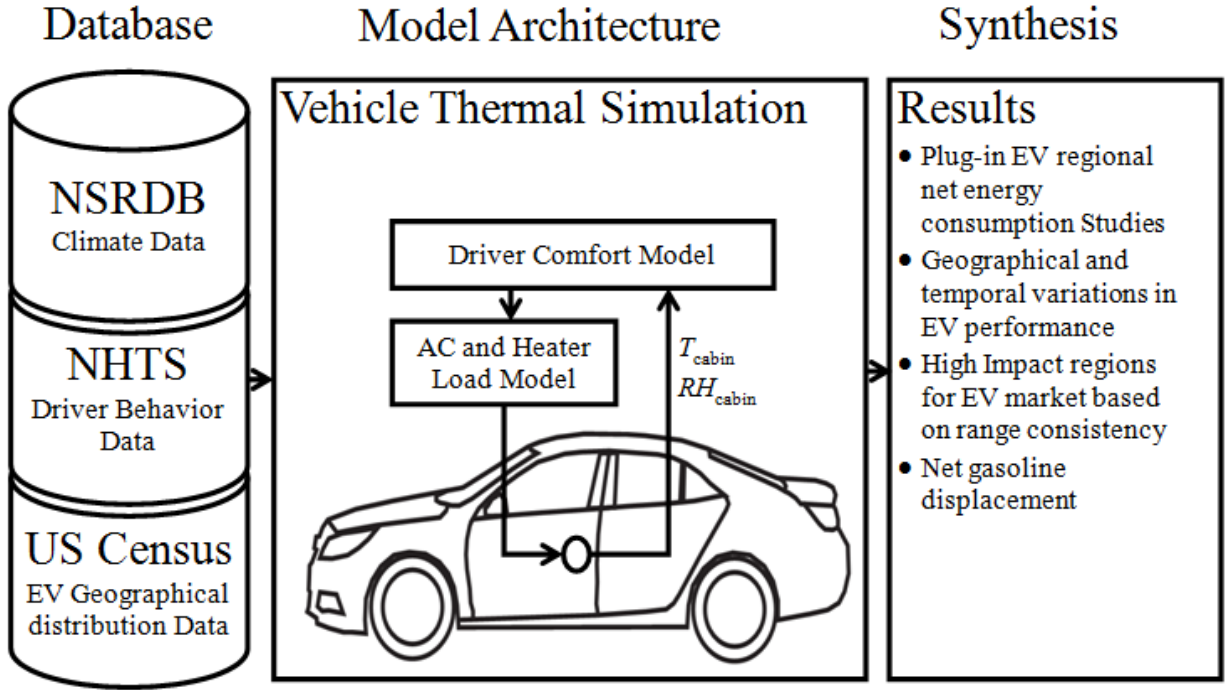 Database
Model Architecture
Synthesis
NSRDB
Climate Data
NHTS
Driver Behavior
Data
US Census
EV Geographical
distribution Data
Vehicle Thermal Simulation
Driver Comfort Model
AC and Heater
Load Model
T cabin
RH cabin
Results
• Plug-in EV regional
net energy
consumption Studies
• Geographical and
temporal variations in
EV performance
• High Impact regions
for EV market based
on range consistency
• Net gasoline
displacement